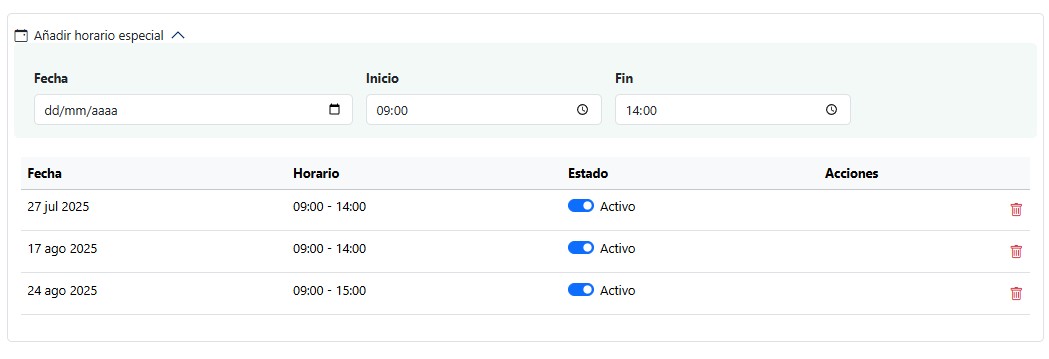 Añadir horario especial
Fecha Inicio Fin
dd/mm/aaaa 09:00 14:00
Fecha Horario Estado Acciones
27 jul 2025 09:00 - 14:00 Activo
17 ago 2025 09:00 - 14:00 Activo
24 ago 2025 09:00 - 15:00 Activo